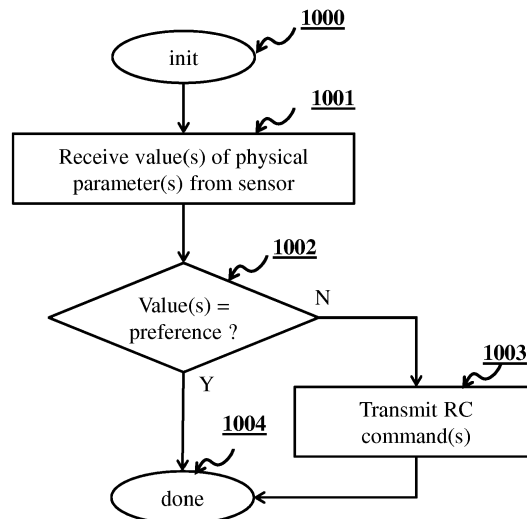 1000
init
1001
Receive value(s) of physical
parameter(s) from sensor
1002
Value(s) =
preference ?
N
Y
1003
Transmit RC
command(s)
1004
done